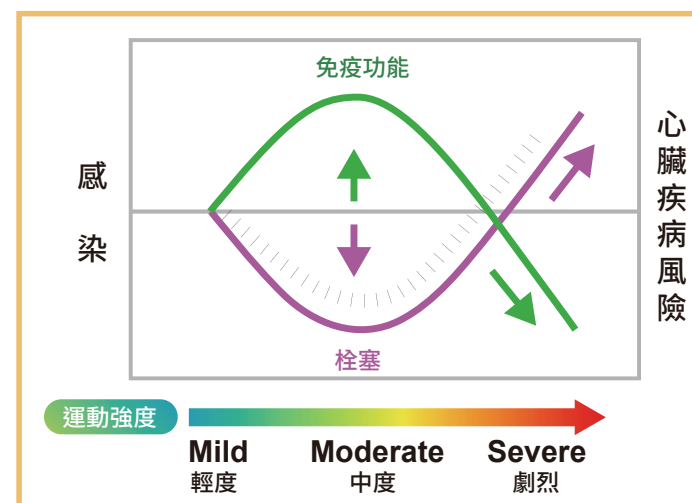 免疫功能
感染
心臟疾病風險
栓塞
運動強度
Mild Moderate Severe
輕度 中度 劇烈